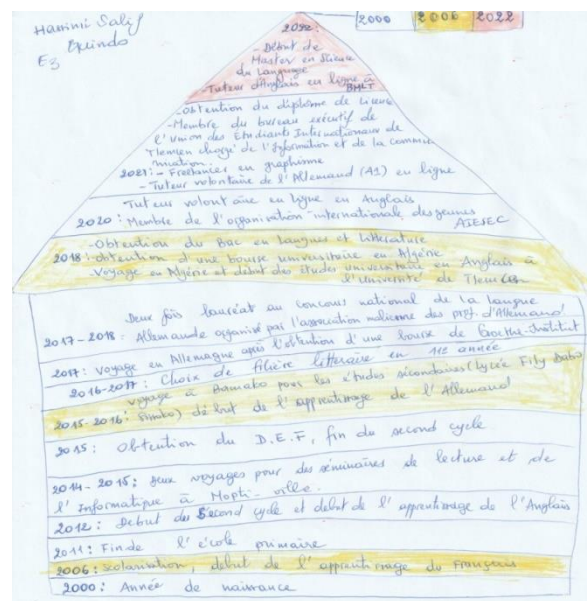 Hamimi Salif
Guindo
E3
2000 2006 2022
2022:
- Début de
Master en Science
du Language
- Tuteur d'Anglais en ligne à
BMLT
- Obtention du diplôme de Licence
- Membre du bureau exécutif de
l'Union des Étudiants Internationaux de
Tlemcen chargé de l'Information et de la commu
nication.
2021: - Freelancer en graphisme
- Tuteur volontaire de l'Allemand (A1) en ligne
Tuteur volontaire en ligne en Anglais
2020: Membre de l'organisation internationale des jeunes
AIESEC
- Obtention du Bac en Langues et Littérature
2018: obtention d'une bourse universitaire en Algérie
- Voyage en Algérie et début des études universitaire en Anglais à
l'Université de Tlemcen
Deux fois lauréat au concours national de la langue
2017-2018: Allemande organisé par l'association malienne des prof d'Allemand
2017: Voyage en Allemagne après l'obtention d'une bourse de Goethe-Institut
2016-2017: Choix de filière littéraire en 11e année
Voyage à Bamako pour les études secondaires (Lycée Fily Dabo
2015-2016: Sissoko) début de l'apprentissage de l'Allemand
2015: Obtention du D.E.F, fin du second cycle
2014-2015: deux voyages pour des séminaires de lecture et de
l'Informatique à Mopti-ville.
2012: Debut du second cycle et debut de l'apprentissage de l'Anglais
2011: Fin de l'école primaire
2006: scolarisation, debut de l'apprentissage du Français
2000: Année de naissance